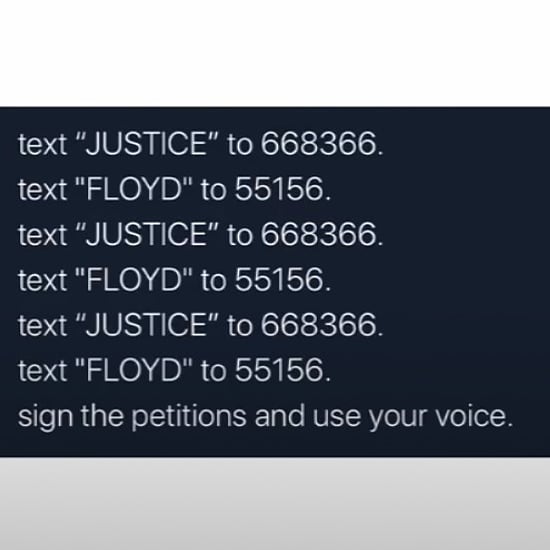 text “JUSTICE” to 668366.
text "FLOYD" to 55156.
text “JUSTICE” to 668366.
text "FLOYD" to 55156.
text “JUSTICE” to 668366.
text "FLOYD" to 55156.
sign the petitions and use your voice.